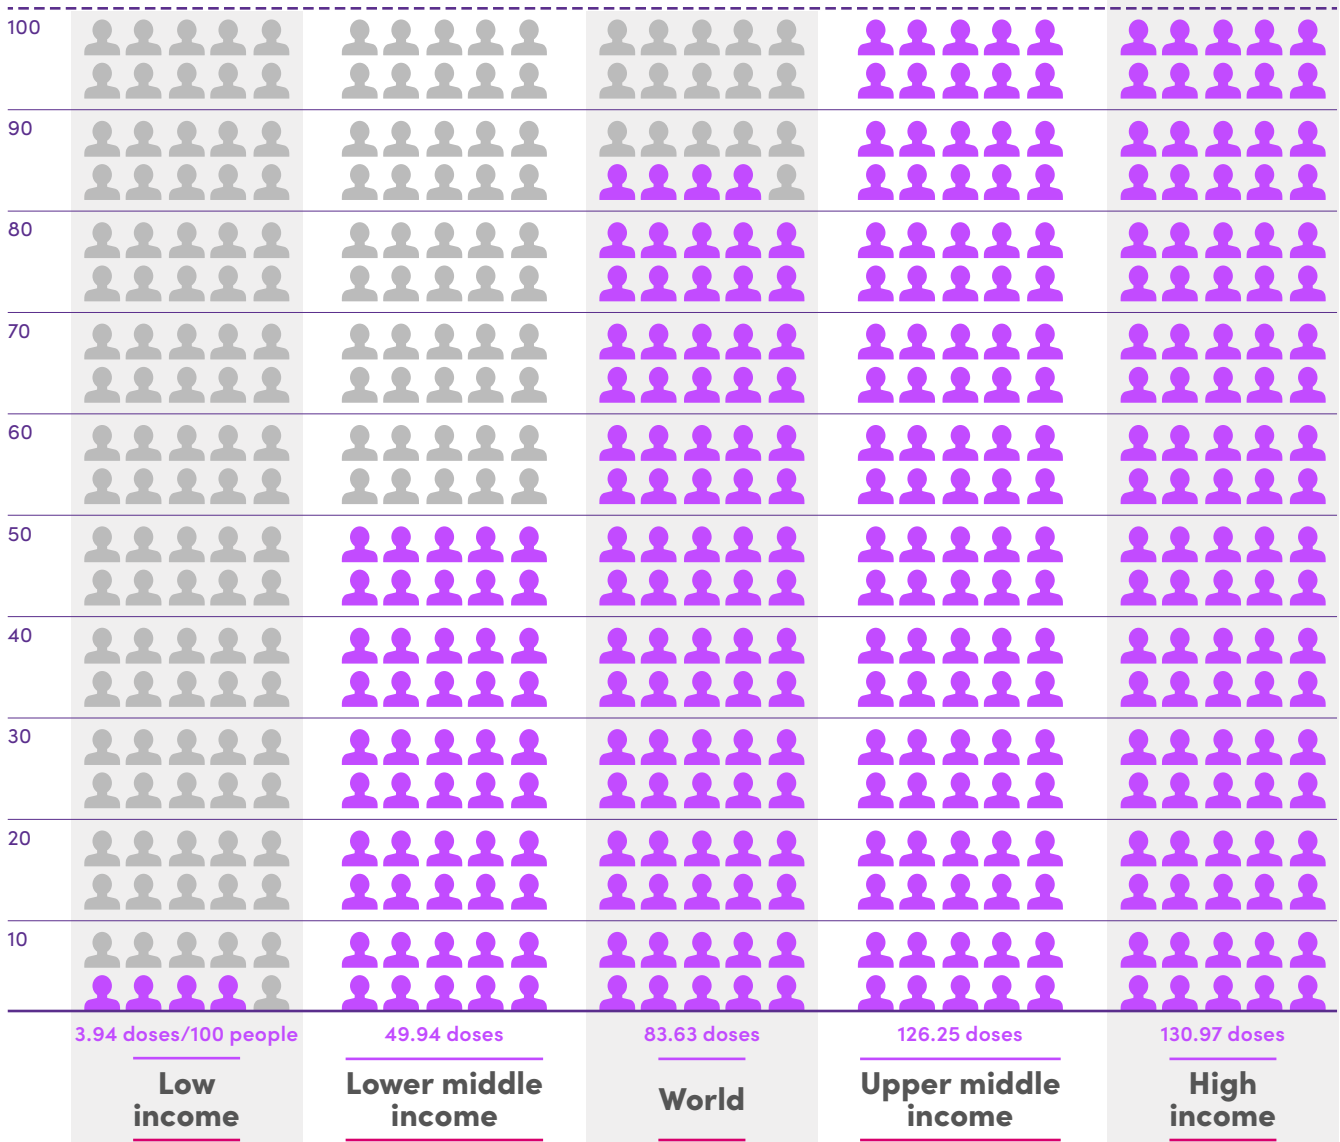 100
90
80
70
60
50
40
30
20
10
3.94 doses/100 people
49.94 doses
83.63 doses
126.25 doses
130.97 doses
Low
income
Lower middle
income
World
Upper middle
income
High
income